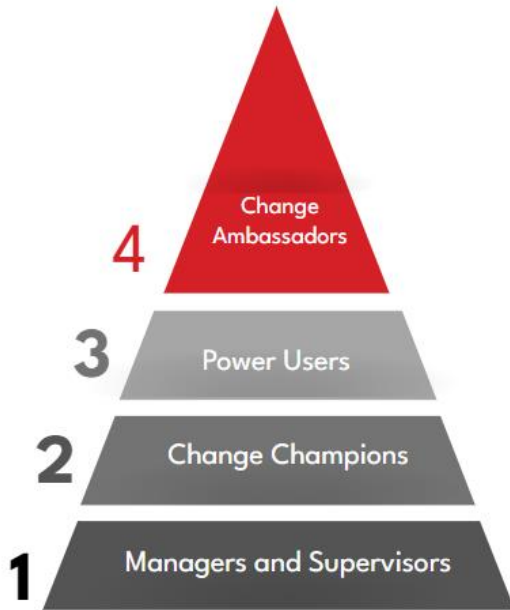 Change
Ambassadors
4
3
Power Users
2
Change Champions
1
Managers and Supervisors